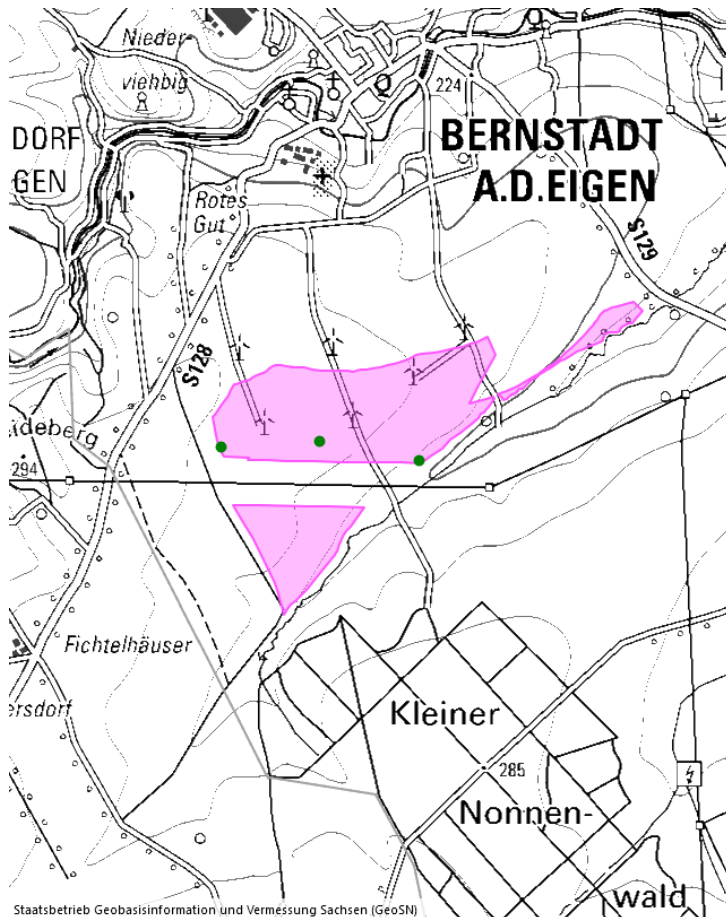 Nieder-
viehbig
224
BERNSTADT
A.D.EIGEN
DORF
GEN
Rotes
Gut
S129
S128
deberg
294
Fichtelhäuser
ersdorf
Kleiner
285
Nonnen-
wald
Staatsbetrieb Geobasisinformation und Vermessung Sachsen (GeoSN)